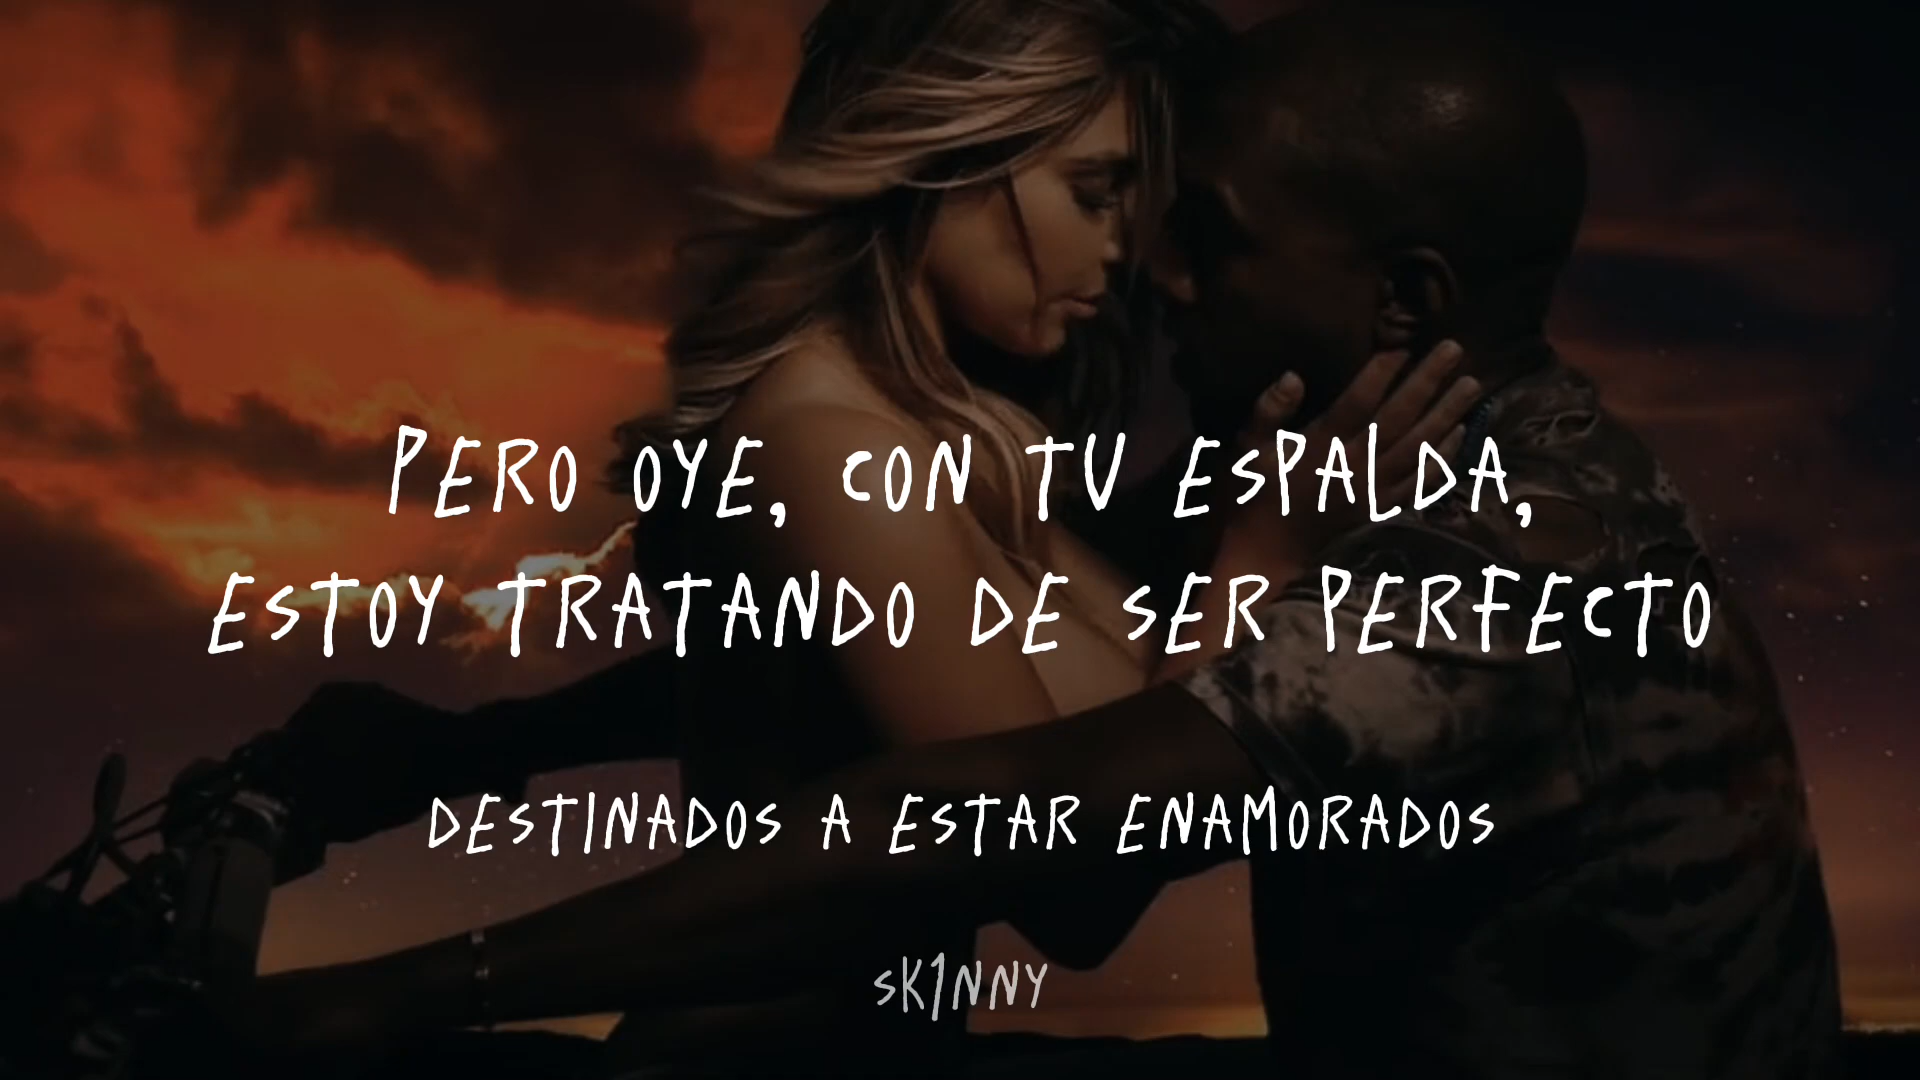 PERO OYE, CON TU ESPALDA,
ESTOY TRATANDO DE SER PERFECTO
DESTINADOS A ESTAR ENAMORADOS
SK1NNY